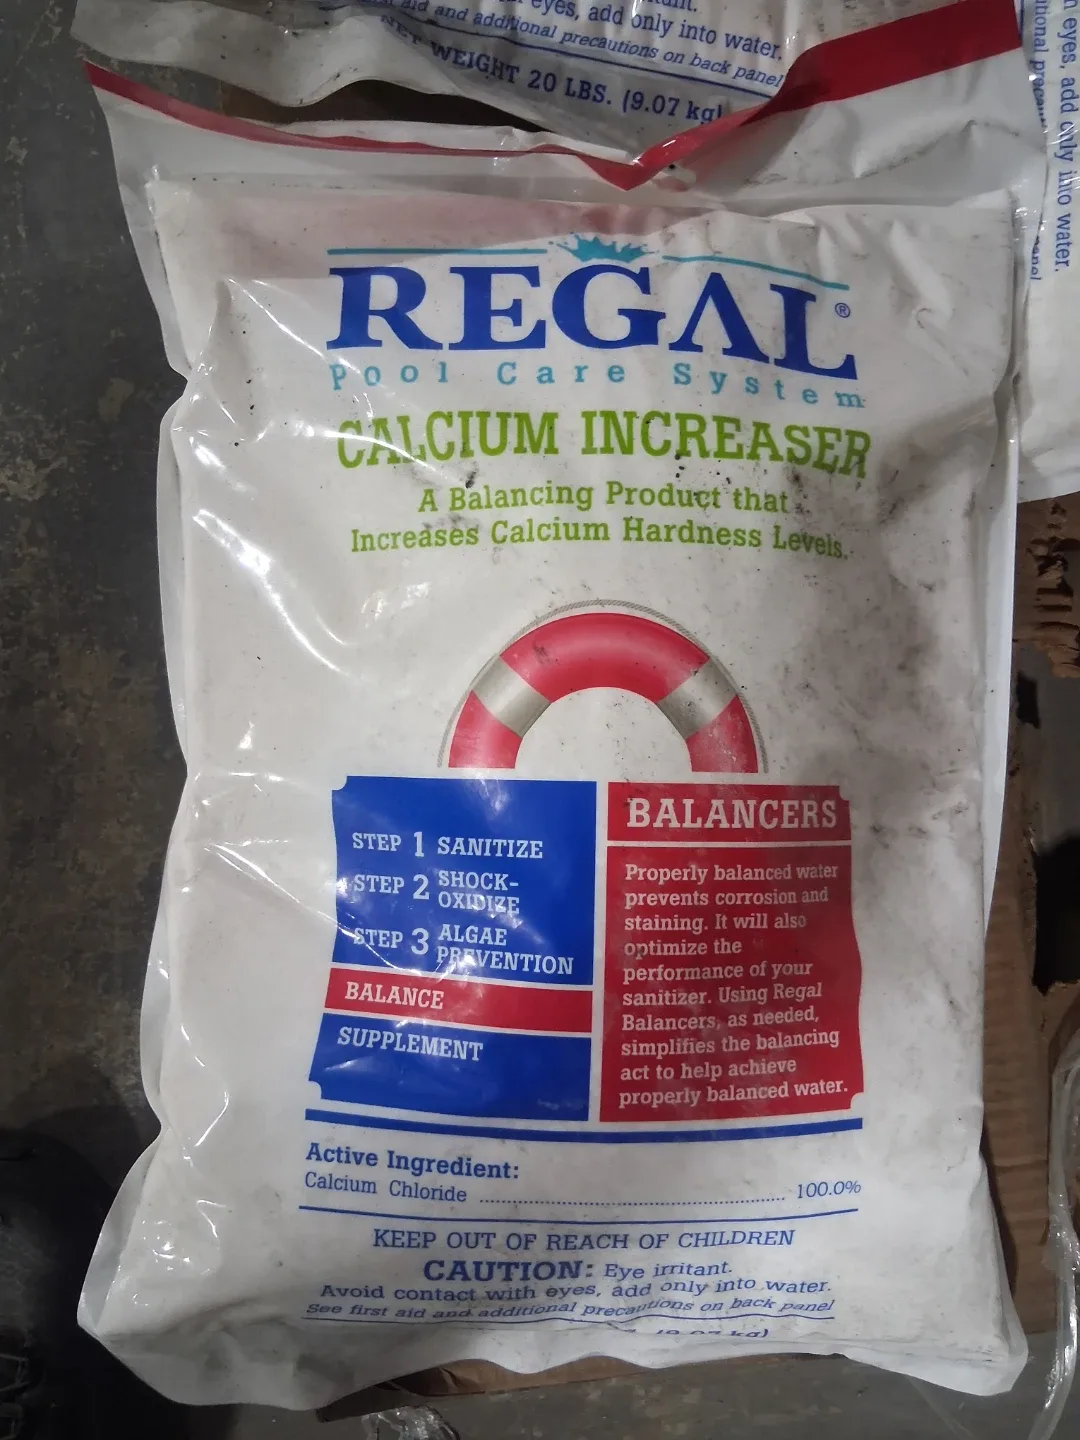 eyes, add only into water.
aid and additional precautions on back panel
NET WEIGHT 20 LBS. (9.07 kg)
eyes, add only into water.
REGAL®
Pool Care System
CALCIUM INCREASER
A Balancing Product that
Increases Calcium Hardness Levels.
STEP 1 SANITIZE
STEP 2 SHOCK-
OXIDIZE
STEP 3 ALGAE
PREVENTION
BALANCE
SUPPLEMENT
BALANCERS
Properly balanced water
prevents corrosion and
staining. It will also
optimize the
performance of your
sanitizer. Using Regal
Balancers, as needed,
simplifies the balancing
act to help achieve
properly balanced water.
Active Ingredient:
Calcium Chloride ........................................ 100.0%
KEEP OUT OF REACH OF CHILDREN
CAUTION: Eye irritant.
Avoid contact with eyes, add only into water.
See first aid and additional precautions on back panel